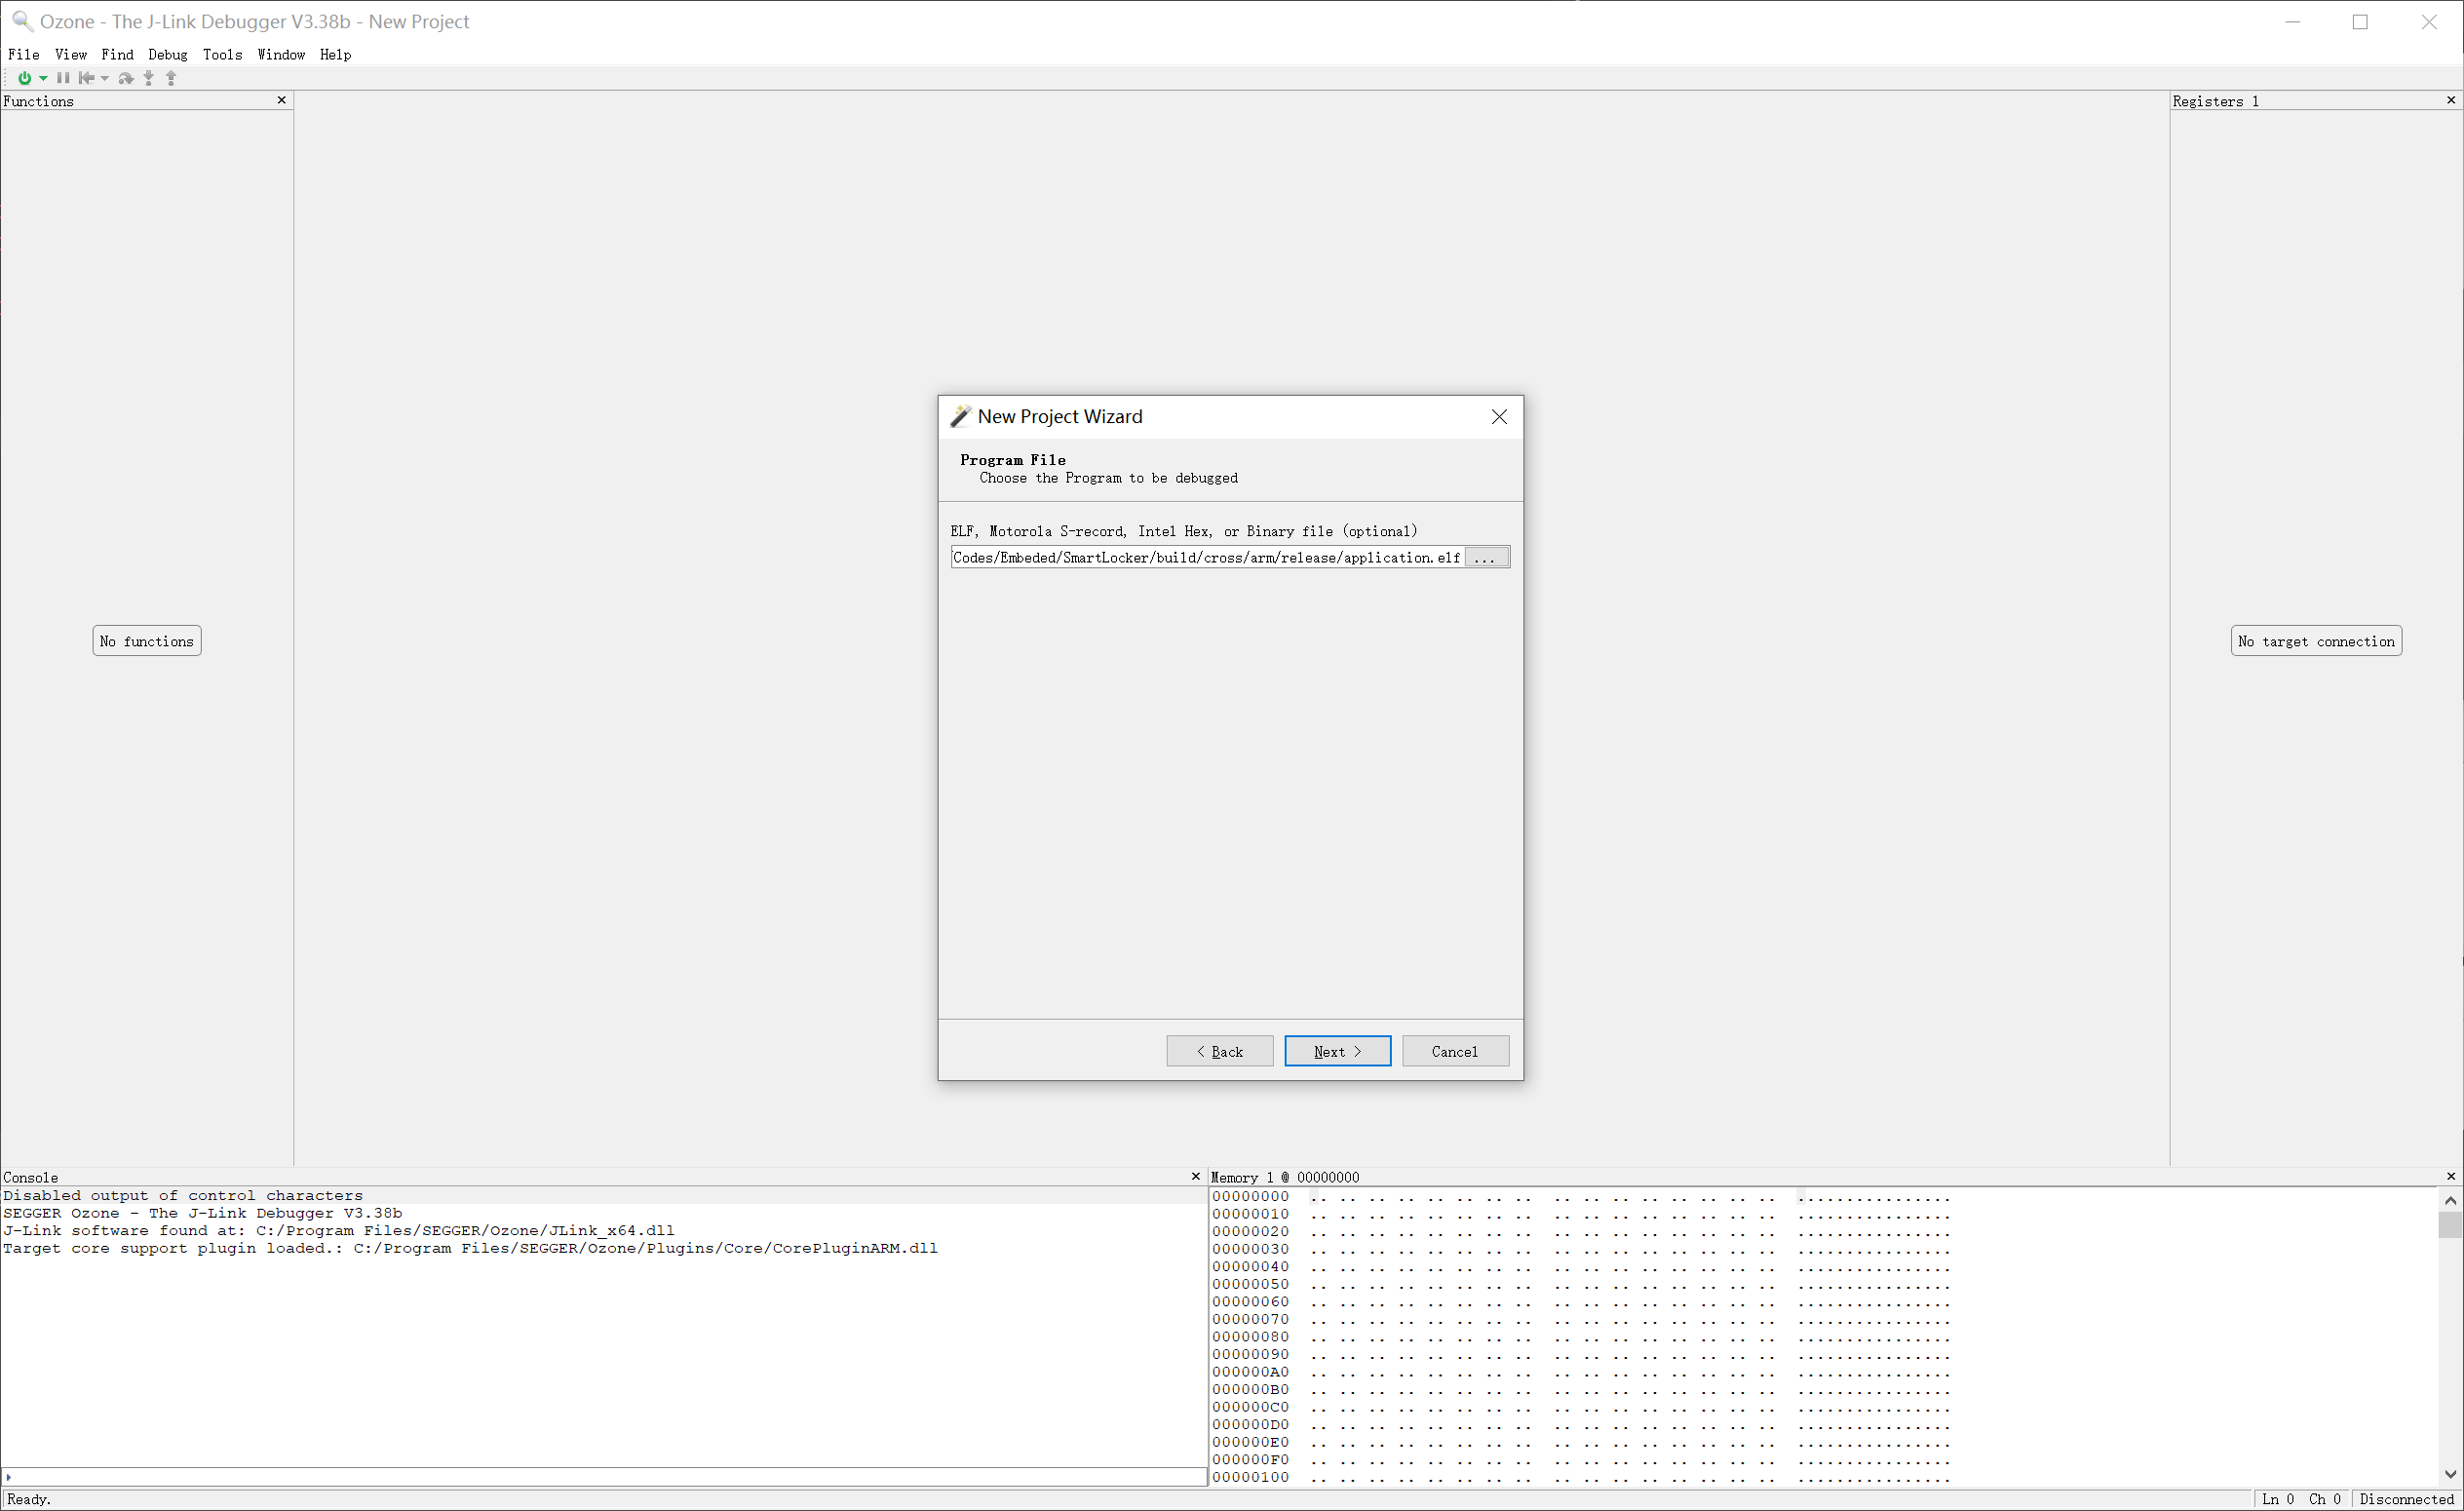 Ozone - The J-Link Debugger V3.38b - New Project
File View Find Debug Tools Window Help
Functions
Registers 1
No functions
No target connection
New Project Wizard
Program File
Choose the Program to be debugged
ELF, Motorola S-record, Intel Hex, or Binary file (optional)
Codes/Embeded/SmartLocker/build/cross/arm/release/application.elf ...
< Back Next > Cancel
Console
Disabled output of control characters
SEGGER Ozone - The J-Link Debugger V3.38b
J-Link software found at: C:/Program Files/SEGGER/Ozone/JLink_x64.dll
Target core support plugin loaded.: C:/Program Files/SEGGER/Ozone/Plugins/Core/CorePluginARM.dll
Memory 1 @ 00000000
00000000 .. .. .. .. .. .. .. .. .. .. .. .. .. .. .. .. ................
00000010 .. .. .. .. .. .. .. .. .. .. .. .. .. .. .. .. ................
00000020 .. .. .. .. .. .. .. .. .. .. .. .. .. .. .. .. ................
00000030 .. .. .. .. .. .. .. .. .. .. .. .. .. .. .. .. ................
00000040 .. .. .. .. .. .. .. .. .. .. .. .. .. .. .. .. ................
00000050 .. .. .. .. .. .. .. .. .. .. .. .. .. .. .. .. ................
00000060 .. .. .. .. .. .. .. .. .. .. .. .. .. .. .. .. ................
00000070 .. .. .. .. .. .. .. .. .. .. .. .. .. .. .. .. ................
00000080 .. .. .. .. .. .. .. .. .. .. .. .. .. .. .. .. ................
00000090 .. .. .. .. .. .. .. .. .. .. .. .. .. .. .. .. ................
000000A0 .. .. .. .. .. .. .. .. .. .. .. .. .. .. .. .. ................
000000B0 .. .. .. .. .. .. .. .. .. .. .. .. .. .. .. .. ................
000000C0 .. .. .. .. .. .. .. .. .. .. .. .. .. .. .. .. ................
000000D0 .. .. .. .. .. .. .. .. .. .. .. .. .. .. .. .. ................
000000E0 .. .. .. .. .. .. .. .. .. .. .. .. .. .. .. .. ................
000000F0 .. .. .. .. .. .. .. .. .. .. .. .. .. .. .. .. ................
00000100 .. .. .. .. .. .. .. .. .. .. .. .. .. .. .. .. ................
Ready.
Ln 0 Ch 0 Disconnected